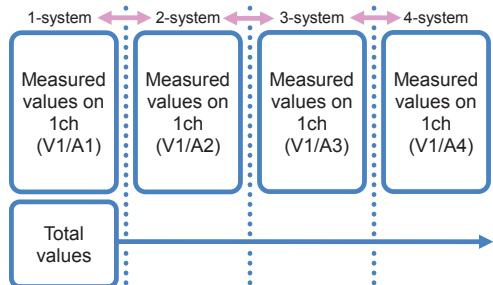 1-system 2-system 3-system 4-system
Measured
values on
1ch
(V1/A1)
Measured
values on
1ch
(V1/A2)
Measured
values on
1ch
(V1/A3)
Measured
values on
1ch
(V1/A4)
Total
values